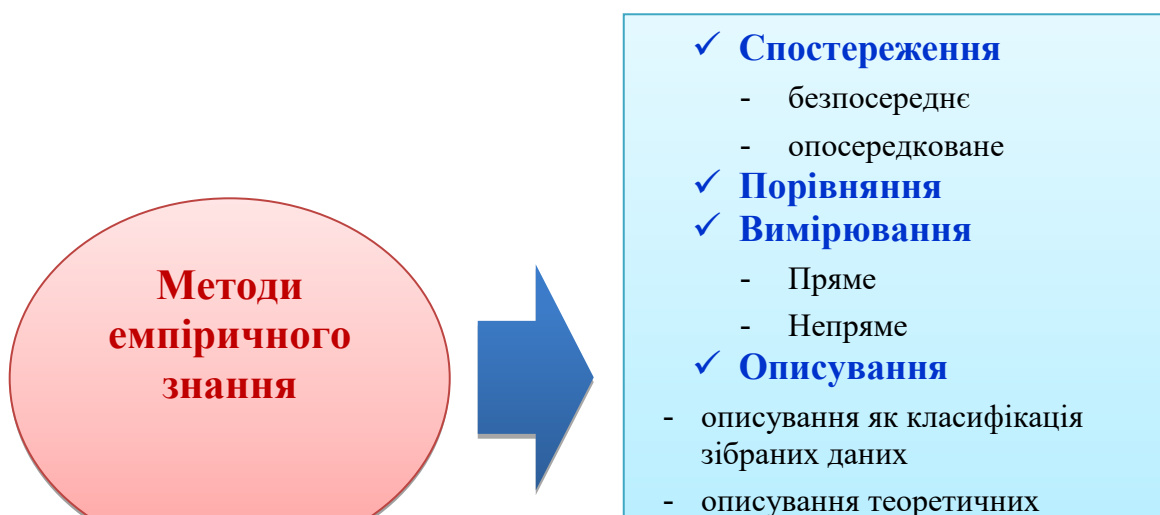 Методи
емпіричного
знання
✓ Спостереження
- безпосереднє
- опосередковане
✓ Порівняння
✓ Вимірювання
- Пряме
- Непряме
✓ Описування
- описування як класифікація
зібраних даних
- описування теоретичних